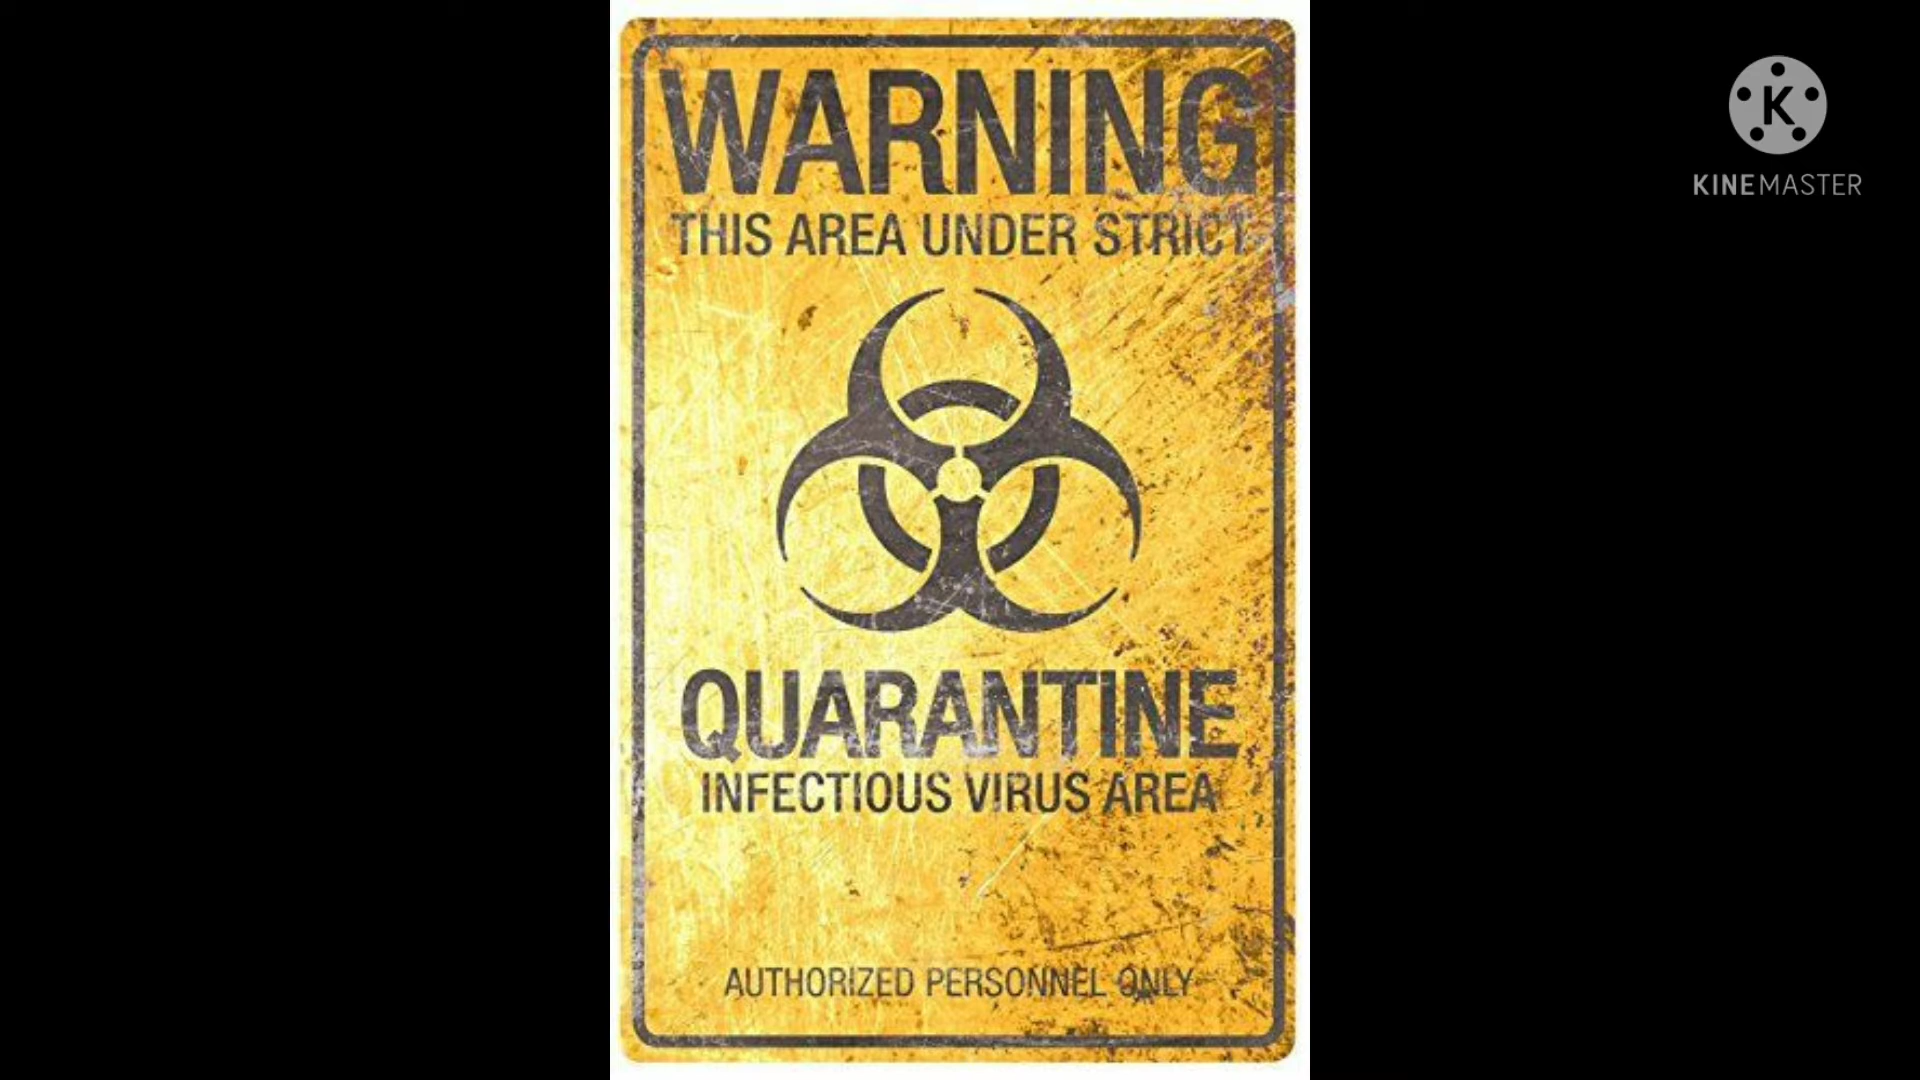 WARNING
THIS AREA UNDER STRICT
QUARANTINE
INFECTIOUS VIRUS AREA
AUTHORIZED PERSONNEL ONLY
K
KINEMASTER